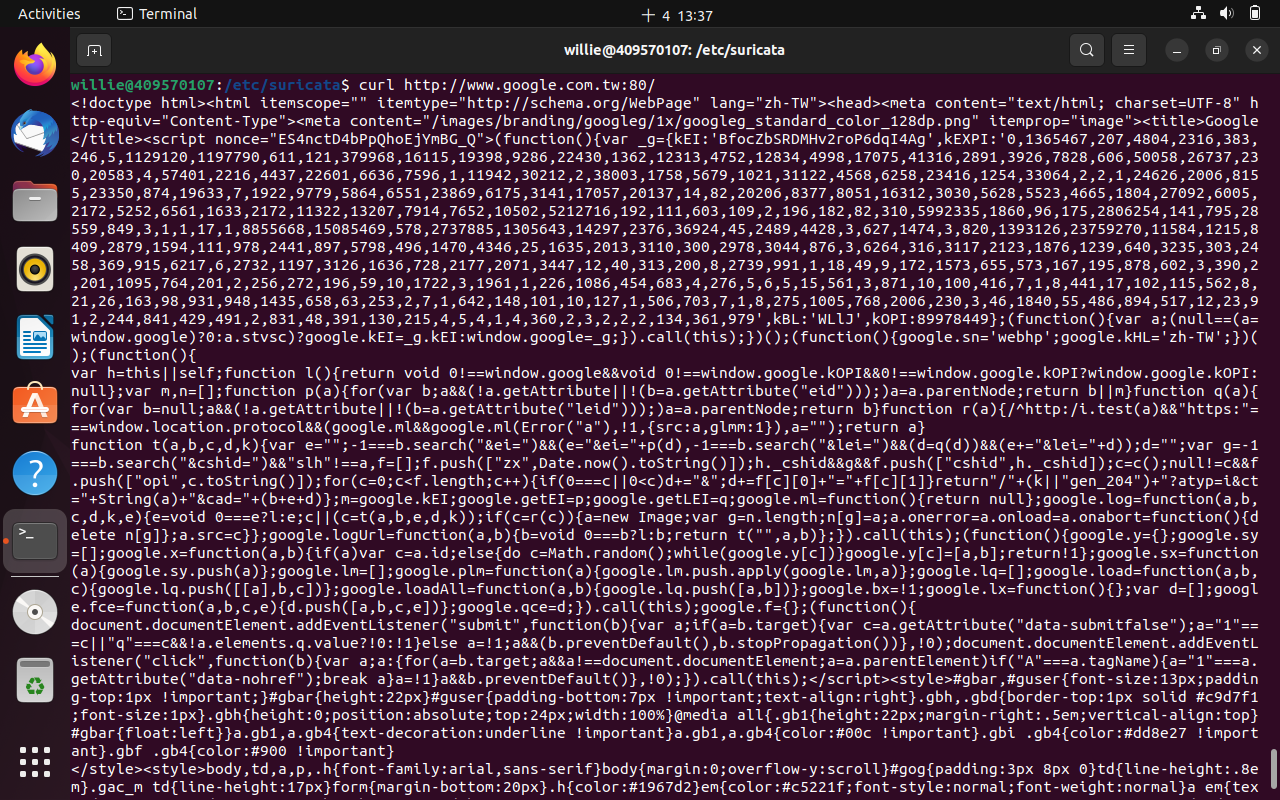 Activities
Terminal
十 4 13:37
willie@409570107: /etc/suricata
willie@409570107:/etc/suricata$ curl http://www.google.com.tw:80/
<!doctype html><html itemscope="" itemtype="http://schema.org/WebPage" lang="zh-TW"><head><meta content="text/html; charset=UTF-8" h
ttp-equiv="Content-Type"><meta content="/images/branding/googleg/1x/googleg_standard_color_128dp.png" itemprop="image"><title>Google
</title><script nonce="ES4nctD4bPpQhoEjYmBG_Q">(function(){var _g={kEI:'BfocZbSRDMHv2roP6dqI4Ag',kEXPI:'0,1365467,207,4804,2316,383,
246,5,1129120,1197790,611,121,379968,16115,19398,9286,22430,1362,12313,4752,12834,4998,17075,41316,2891,3926,7828,606,50058,26737,23
0,20583,4,57401,2216,4437,22601,6636,7596,1,11942,30212,2,38003,1758,5679,1021,31122,4568,6258,23416,1254,33064,2,2,1,24626,2006,815
5,23350,874,19633,7,1922,9779,5864,6551,23869,6175,3141,17057,20137,14,82,20206,8377,8051,16312,3030,5628,5523,4665,1804,27092,6005,
2172,5252,6561,1633,2172,11322,13207,7914,7652,10502,5212716,192,111,603,109,2,196,182,82,310,5992335,1860,96,175,2806254,141,795,28
559,849,3,1,1,17,1,8855668,15085469,578,2737885,1305643,14297,2376,36924,45,2489,4428,3,627,1474,3,820,1393126,23759270,11584,1215,8
409,2879,1594,111,978,2441,897,5798,496,1470,4346,25,1635,2013,3110,300,2978,3044,876,3,6264,316,3117,2123,1876,1239,640,3235,303,24
58,369,915,6217,6,2732,1197,3126,1636,728,2177,2071,3447,12,40,313,200,8,2739,991,1,18,49,9,172,1573,655,573,167,195,878,602,3,390,2
,201,1095,764,201,2,256,272,196,59,10,1722,3,1961,1,226,1086,454,683,4,276,5,6,5,15,561,3,871,10,100,416,7,1,8,441,17,102,115,562,8,
21,26,163,98,931,948,1435,658,63,253,2,7,1,642,148,101,10,127,1,506,703,7,1,8,275,1005,768,2006,230,3,46,1840,55,486,894,517,12,23,9
1,2,244,841,429,491,2,831,48,391,130,215,4,5,4,1,4,360,2,3,2,2,2,134,361,979',kBL:'WLlJ',kOPI:89978449};(function(){var a;(null==(a=
window.google)?0:a.stvsc)?google.kEI=_g.kEI:window.google=_g;}).call(this);})();(function(){google.sn='webhp';google.kHL='zh-TW';})(
);(function(){
var h=this||self;function l(){return void 0!==window.google&&void 0!==window.google.kOPI&&0!==window.google.kOPI?window.google.kOPI:
null};var m,n=[];function p(a){for(var b;a&&(!a.getAttribute||!(b=a.getAttribute("eid")));)a=a.parentNode;return b||m}function q(a){
for(var b=null;a&&(!a.getAttribute||!(b=a.getAttribute("leid")));)a=a.parentNode;return b}function r(a){/^http:/i.test(a)&&"https:"=
==window.location.protocol&&(google.ml&&google.ml(Error("a"),!1,{src:a,glmm:1}),a="");return a}
function t(a,b,c,d,k){var e="";-1===b.search("&ei=")&&(e="&ei="+p(d),-1===b.search("&lei=")&&(d=q(d))&&(e+="&lei="+d));d="";var g=-1
===b.search("&cshid=")&&"slh"!==a,f=[];f.push(["zx",Date.now().toString()]);h._cshid&&g&&f.push(["cshid",h._cshid]);c=c();null!=c&&f
.push(["opi",c.toString()]);for(c=0;c<f.length;c++){if(0===c||0<c)d+="&";d+=f[c][0]+"="+f[c][1]}return"/"+(k||"gen_204")+"?atyp=i&ct
="+String(a)+"&cad="+(b+e+d)};m=google.kEI;google.getEI=p;google.getLEI=q;google.ml=function(){return null};google.log=function(a,b,
c,d,k,e){e=void 0===e?l:e;c||(c=t(a,b,e,d,k));if(c=r(c)){a=new Image;var g=n.length;n[g]=a;a.onerror=a.onload=a.onabort=function(){d
elete n[g]};a.src=c}};google.logUrl=function(a,b){b=void 0===b?l:b;return t("",a,b)};}).call(this);(function(){google.y={};google.sy
=[];google.x=function(a,b){if(a)var c=a.id;else{do c=Math.random();while(google.y[c])}google.y[c]=[a,b];return!1};google.sx=function
(a){google.sy.push(a)};google.lm=[];google.plm=function(a){google.lm.push.apply(google.lm,a)};google.lq=[];google.load=function(a,b,
c){google.lq.push([[a],b,c])};google.loadAll=function(a,b){google.lq.push([a,b])};google.bx=!1;google.lx=function(){};var d=[];googl
e.fce=function(a,b,c,e){d.push([a,b,c,e])};google.qce=d;}).call(this);google.f={};(function(){
document.documentElement.addEventListener("submit",function(b){var a;if(a=b.target){var c=a.getAttribute("data-submitfalse");a="1"==
=c||"q"===c&&!a.elements.q.value?!0:!1}else a=!1;a&&(b.preventDefault(),b.stopPropagation())},!0);document.documentElement.addEventL
istener("click",function(b){var a;a:{for(a=b.target;a&&a!==document.documentElement;a=a.parentElement)if("A"===a.tagName){a="1"===a.
getAttribute("data-nohref");break a}a=!1}a&&b.preventDefault()},!0);}).call(this);</script><style>#gbar,#guser{font-size:13px;paddin
g-top:1px !important;}#gbar{height:22px}#guser{padding-bottom:7px !important;text-align:right}.gbh,.gbd{border-top:1px solid #c9d7f1
;font-size:1px}.gbh{height:0;position:absolute;top:24px;width:100%}@media all{.gb1{height:22px;margin-right:.5em;vertical-align:top}
#gbar{float:left}}a.gb1,a.gb4{text-decoration:underline !important}a.gb1,a.gb4{color:#00c !important}.gbi .gb4{color:#dd8e27 !import
ant}.gbf .gb4{color:#900 !important}
</style><style>body,td,a,p,.h{font-family:arial,sans-serif}body{margin:0;overflow-y:scroll}#gog{padding:3px 8px 0}td{line-height:.8e
m}.gac_m td{line-height:17px}form{margin-bottom:20px}.h{color:#1967d2}em{color:#c5221f;font-style:normal;font-weight:normal}a em{tex